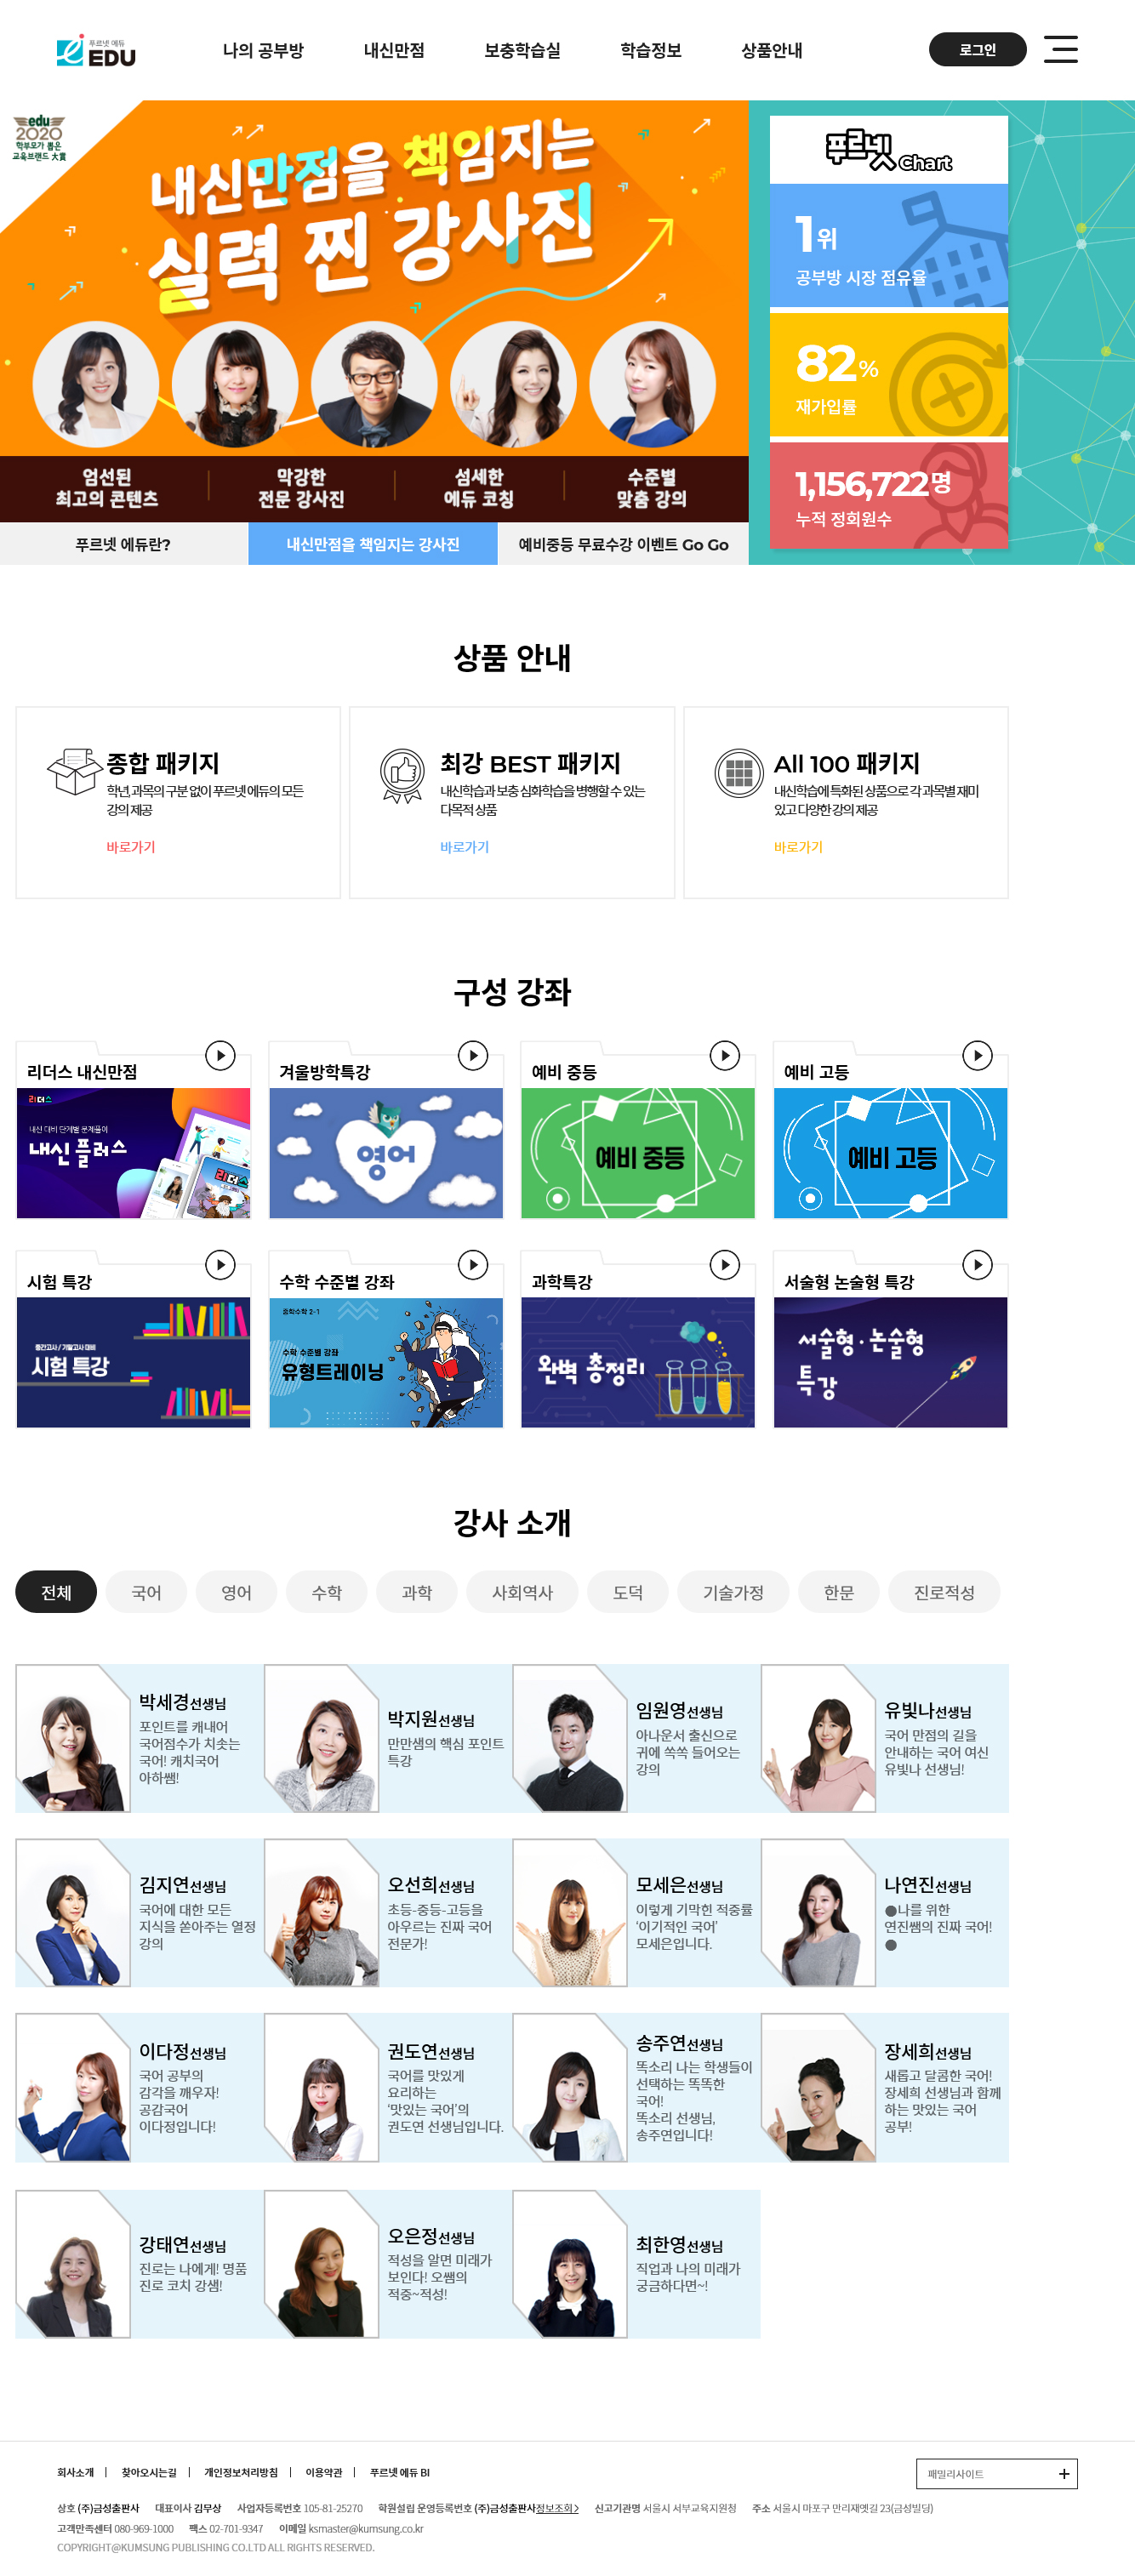 푸르넷 에듀
EDU
나의 공부방
내신만점
보충학습실
학습정보
상품안내
로그인
edu
2020
학부모가 뽑은
교육브랜드 大賞
내신만점을 책임지는
실력 찐 강사진
엄선된
최고의 콘텐츠
막강한
전문 강사진
섬세한
에듀 코칭
수준별
맞춤 강의
푸르넷 에듀란?
내신만점을 책임지는 강사진
예비중등 무료수강 이벤트 Go Go
푸르넷 Chart
1위
공부방 시장 점유율
82%
재가입률
1,156,722명
누적 정회원수
상품 안내
종합 패키지
학년, 과목의 구분 없이 푸르넷 에듀의 모든
강의 제공
바로가기
최강 BEST 패키지
내신학습과 보충 심화학습을 병행할 수 있는
다목적 상품
바로가기
All 100 패키지
내신학습에 특화된 상품으로 각 과목별 재미
있고 다양한 강의 제공
바로가기
구성 강좌
리더스 내신만점
리더스
내신 대비 단계별 문제풀이
내신 플러스
리더스
겨울방학특강
영어
예비 중등
예비 중등
예비 고등
예비 고등
시험 특강
중간고사 / 기말고사 대비
시험 특강
수학 수준별 강좌
중학수학 2-1
수학 수준별 강좌
유형트레이닝
과학특강
완벽 총정리
서술형 논술형 특강
서술형·논술형
특강
강사 소개
전체
국어
영어
수학
과학
사회역사
도덕
기술가정
한문
진로적성
박세경선생님
포인트를 캐내어
국어점수가 치솟는
국어! 캐치국어
아하쌤!
박지원선생님
만만샘의 핵심 포인트
특강
임원영선생님
아나운서 출신으로
귀에 쏙쏙 들어오는
강의
유빛나선생님
국어 만점의 길을
안내하는 국어 여신
유빛나 선생님!
김지연선생님
국어에 대한 모든
지식을 쏟아주는 열정
강의
오선희선생님
초등-중등-고등을
아우르는 진짜 국어
전문가!
모세은선생님
이렇게 기막힌 적중률
‘이기적인 국어’
모세은입니다.
나연진선생님
●나를 위한
연진쌤의 진짜 국어!
●
이다정선생님
국어 공부의
감각을 깨우자!
공감국어
이다정입니다!
권도연선생님
국어를 맛있게
요리하는
‘맛있는 국어’의
권도연 선생님입니다.
송주연선생님
똑소리 나는 학생들이
선택하는 똑똑한
국어!
똑소리 선생님,
송주연입니다!
장세희선생님
새롭고 달콤한 국어!
장세희 선생님과 함께
하는 맛있는 국어
공부!
강태연선생님
진로는 나에게! 명품
진로 코치 강샘!
오은정선생님
적성을 알면 미래가
보인다! 오쌤의
적중~적성!
최한영선생님
직업과 나의 미래가
궁금하다면~!
회사소개
찾아오시는길
개인정보처리방침
이용약관
푸르넷 에듀 BI
패밀리사이트
상호 (주)금성출판사 대표이사 김무상 사업자등록번호 105-81-25270 학원설립 운영등록번호 (주)금성출판사정보조회 > 신고기관명 서울시 서부교육지원청 주소 서울시 마포구 만리재옛길 23(금성빌딩)
고객만족센터 080-969-1000 팩스 02-701-9347 이메일 ksmaster@kumsung.co.kr
COPYRIGHT@KUMSUNG PUBLISHING CO.LTD ALL RIGHTS RESERVED.